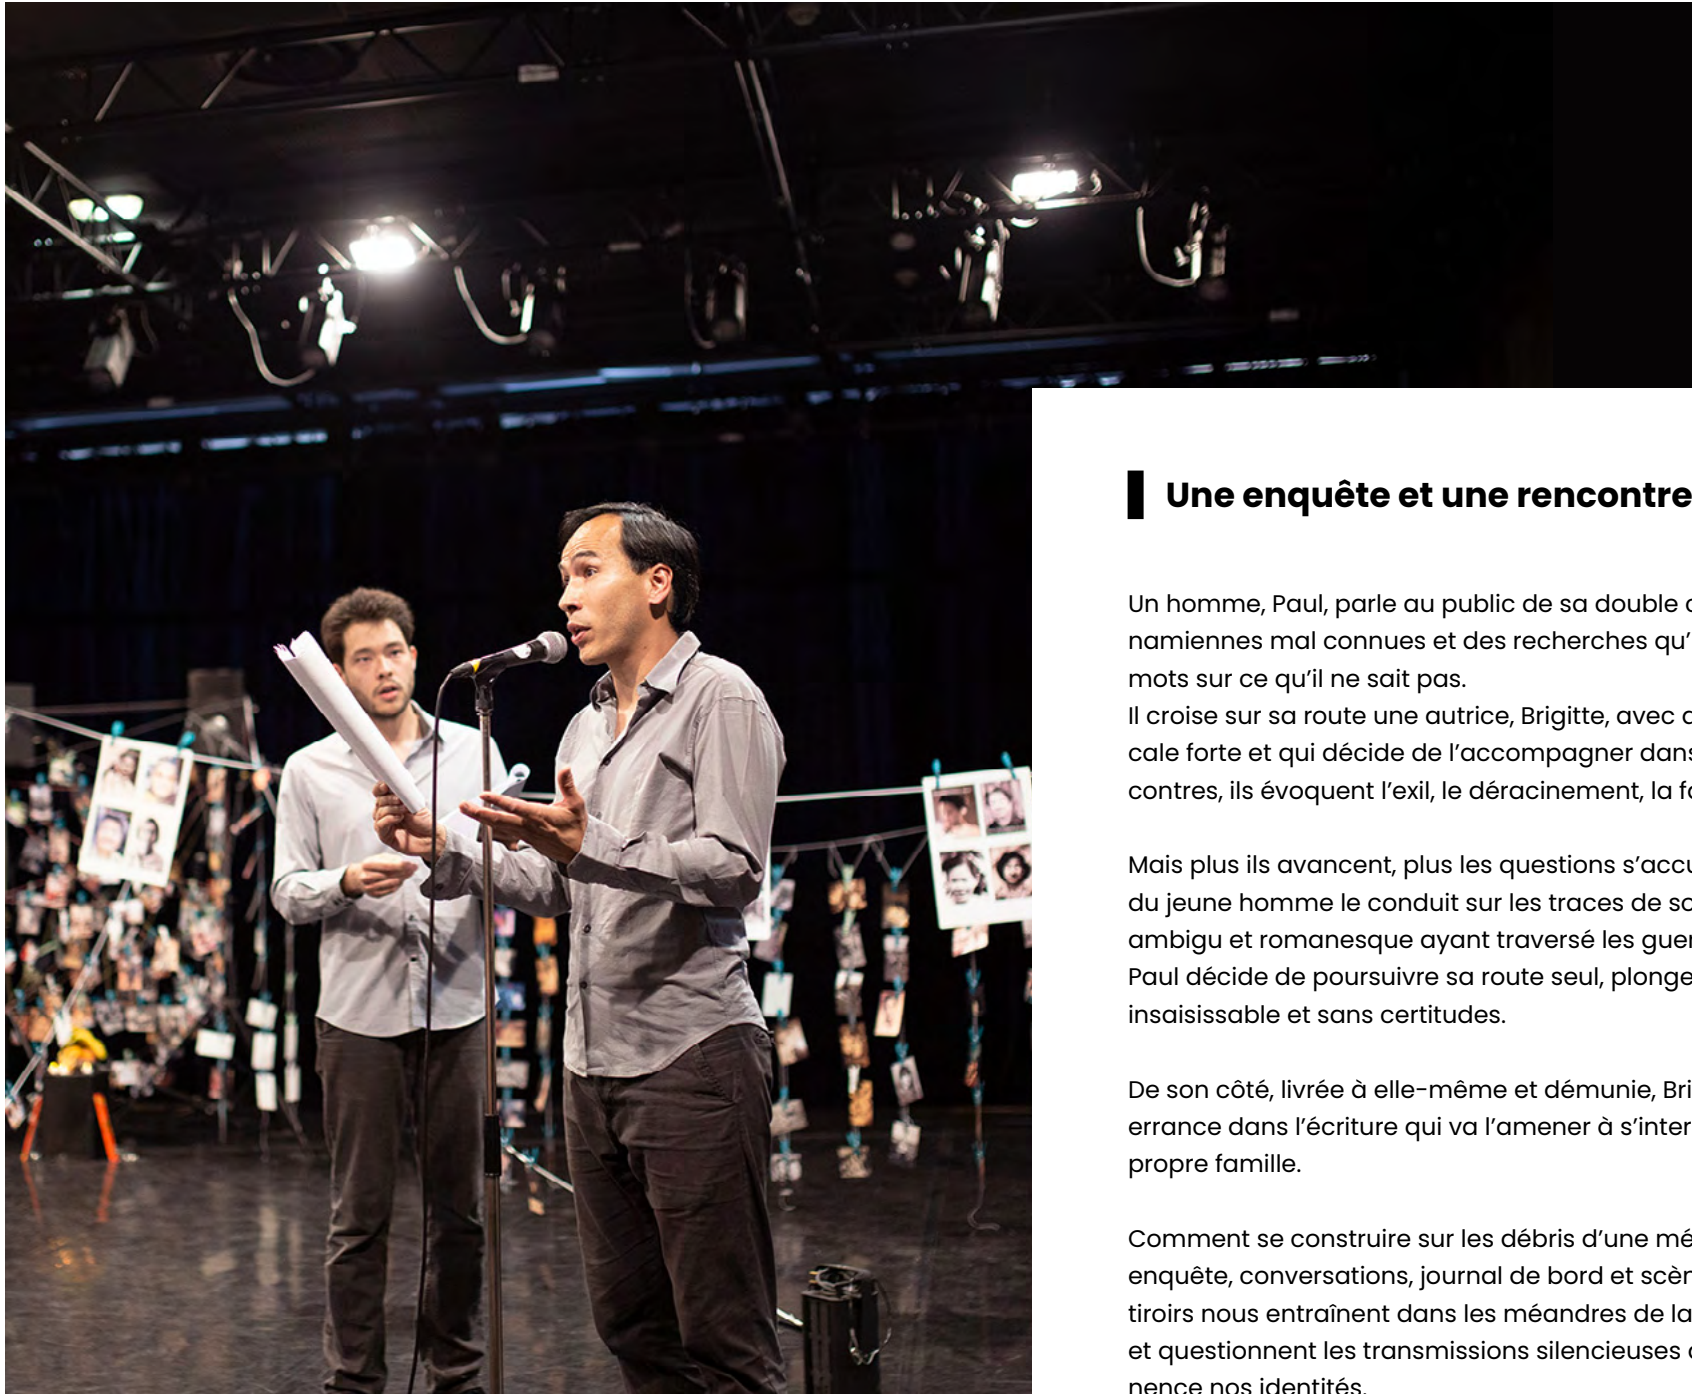 Une enquête et une rencontre
Un homme, Paul, parle au public de sa double
namiennes mal connues et des recherches qu'
mots sur ce qu'il ne sait pas.
Il croise sur sa route une autrice, Brigitte, avec
cale forte et qui décide de l'accompagner dans
contres, ils évoquent l'exil, le déracinement, la
Mais plus ils avancent, plus les questions s'accu
du jeune homme le conduit sur les traces de so
ambigu et romanesque ayant traversé les guer
Paul décide de poursuivre sa route seul, plonge
insaisissable et sans certitudes.
De son côté, livrée à elle-même et démunie, Bri
errance dans l'écriture qui va l'amener à s'inter
propre famille.
Comment se construire sur les débris d'une mé
enquête, conversations, journal de bord et scèn
tiroirs nous entraînent dans les méandres de la
et questionnent les transmissions silencieuses
nence nos identités.